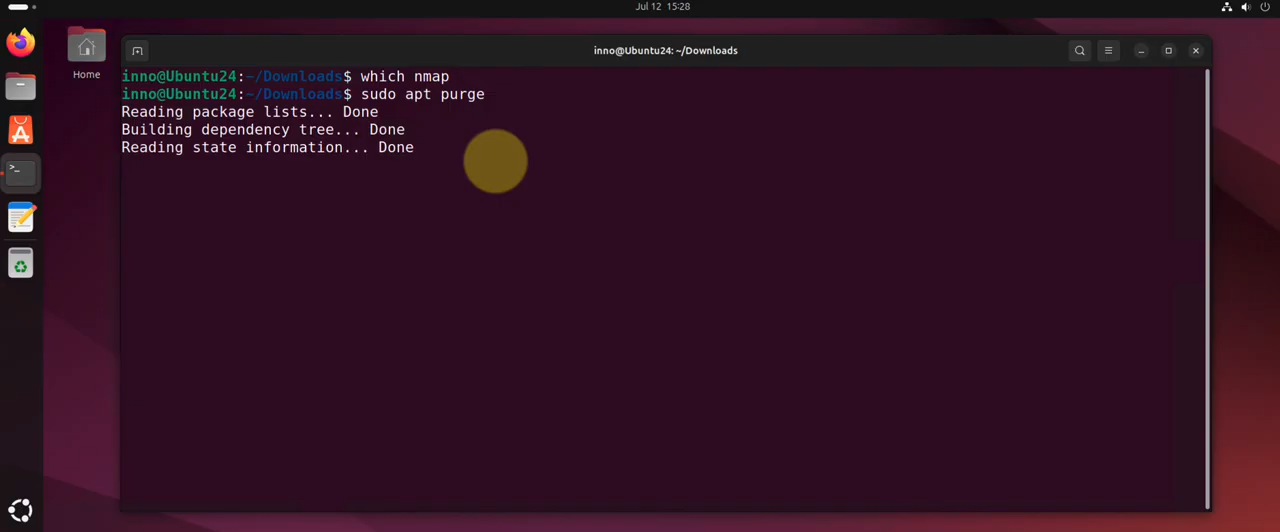 Jul 12 15:28
inno@Ubuntu24: ~/Downloads
Home
inno@Ubuntu24:~/Downloads$ which nmap
inno@Ubuntu24:~/Downloads$ sudo apt purge
Reading package lists... Done
Building dependency tree... Done
Reading state information... Done